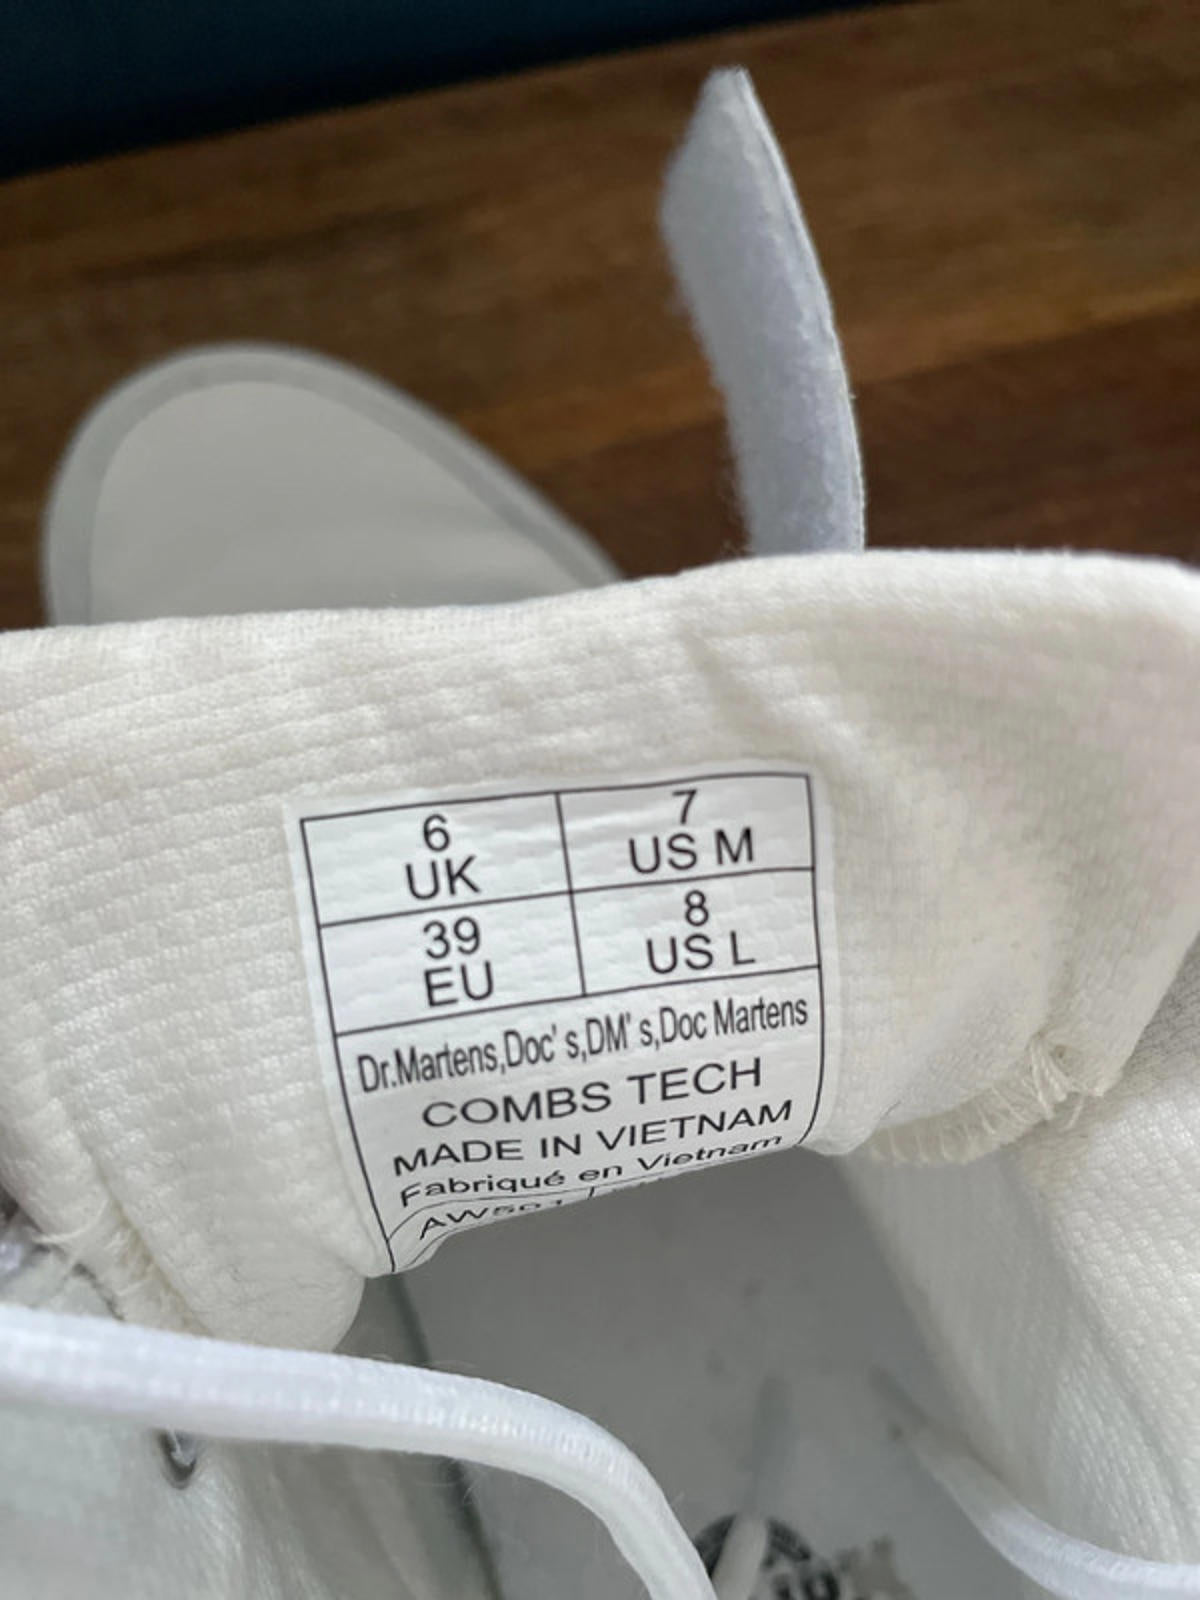 6
UK
7
US M
39
EU
8
US L
Dr.Martens,Doc's,DM's,Doc Martens
COMBS TECH
MADE IN VIETNAM
Fabriqué en Vietnam